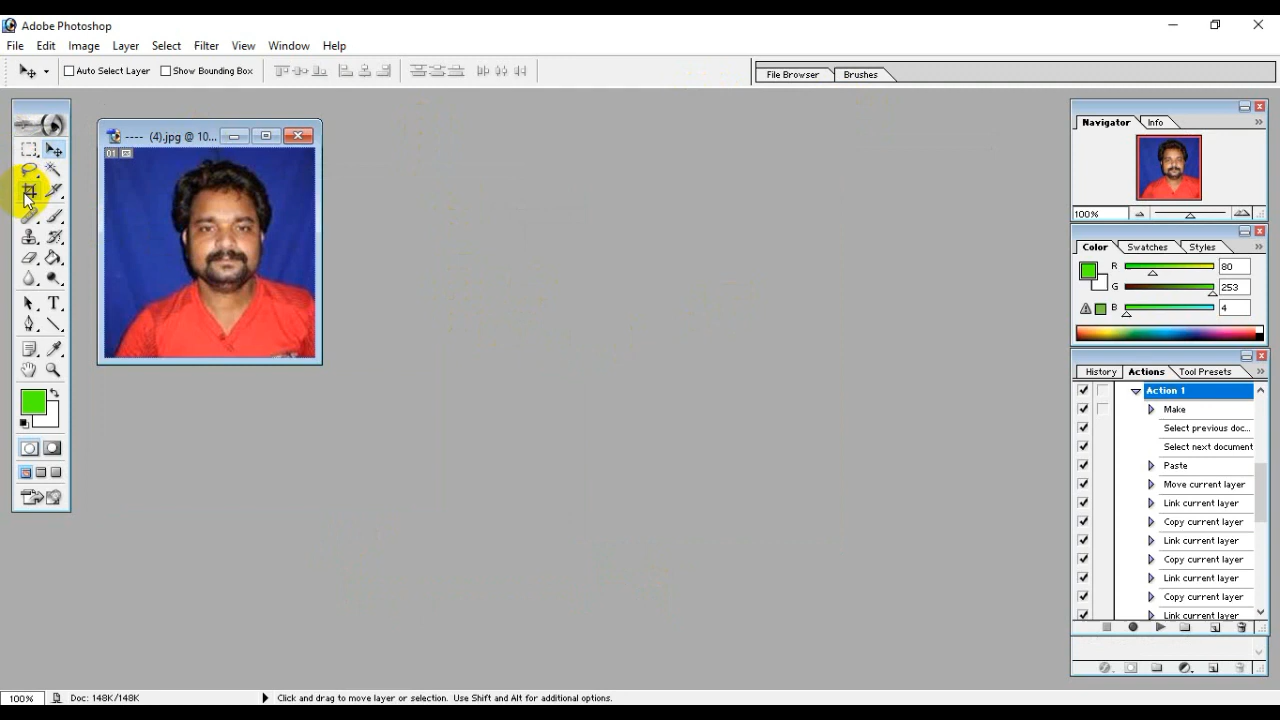 Adobe Photoshop
File Edit Image Layer Select Filter View Window Help
Auto Select Layer Show Bounding Box File Browser Brushes
---- (4).jpg @ 10...
01
Navigator Info
100%
Color Swatches Styles
R 80
G 253
B 4
History Actions Tool Presets
Action 1
Make
Select previous doc...
Select next document
Paste
Move current layer
Link current layer
Copy current layer
Link current layer
Copy current layer
Link current layer
Copy current layer
Link current layer
T
100% Doc: 148K/148K Click and drag to move layer or selection. Use Shift and Alt for additional options.